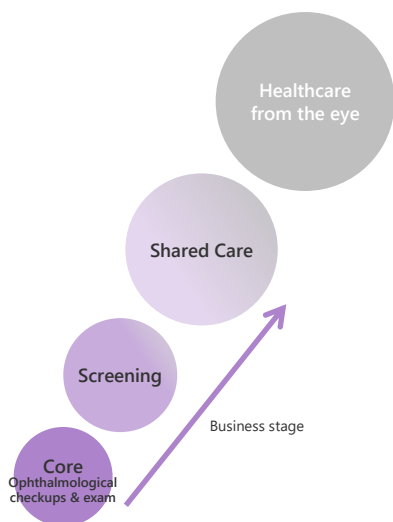 Healthcare
from the eye
Shared Care
Screening
Business stage
Core
Ophthalmological
checkups & exam